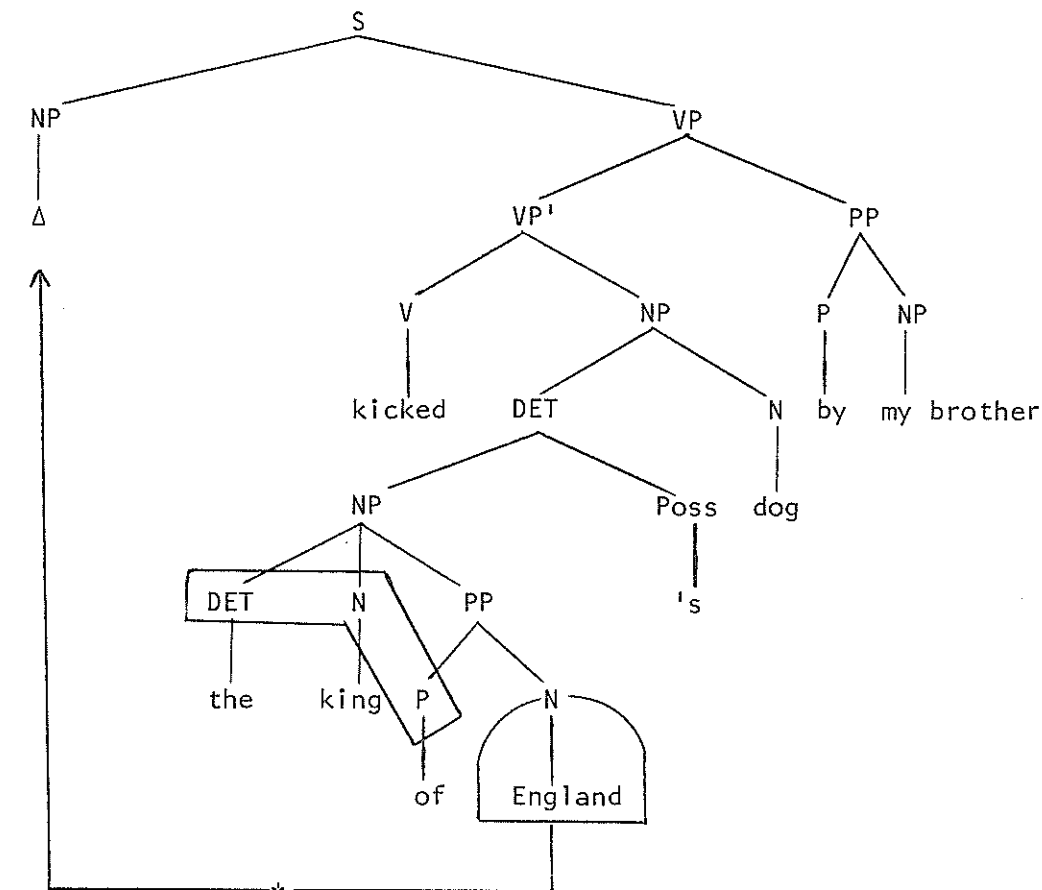 S
NP VP
Δ VP' PP
V NP P NP
kicked DET N by my brother
NP Poss dog
DET N PP 's
the king P N
of England
*